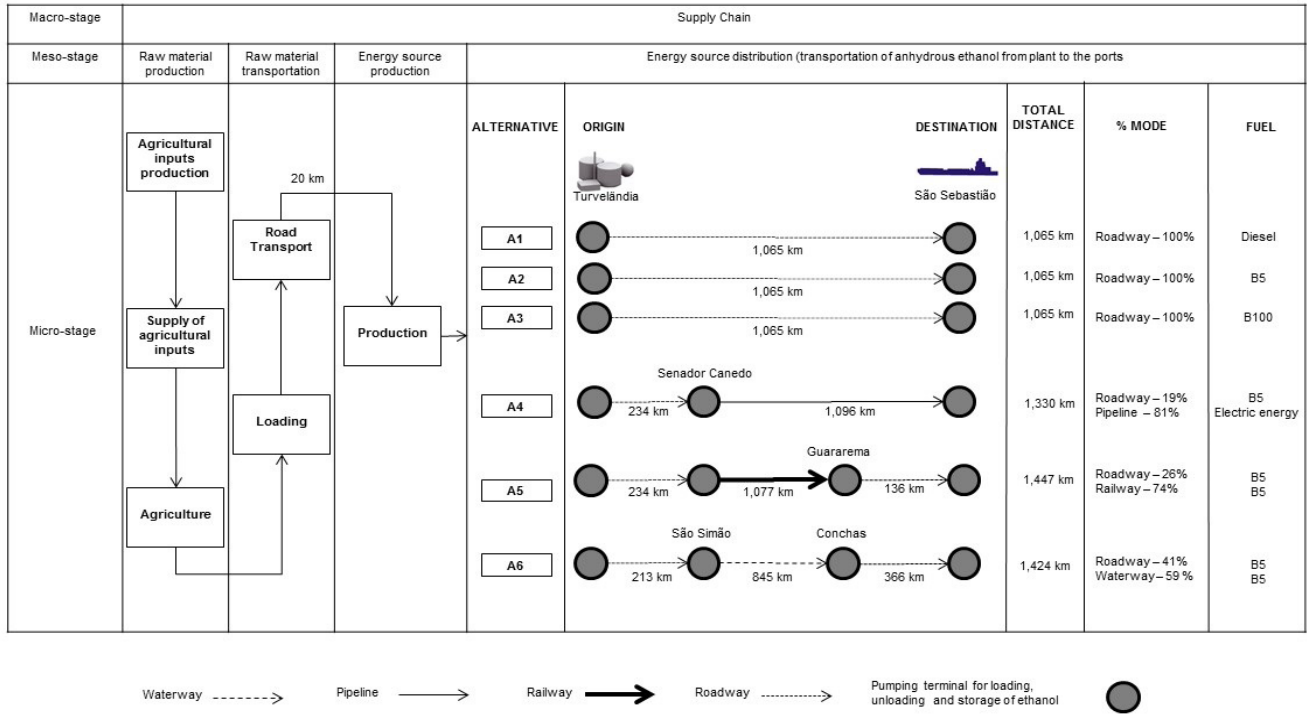 Macro-stage
Supply Chain
Meso-stage
Raw material
production
Raw material
transportation
Energy source
production
Energy source distribution (transportation of anhydrous ethanol from plant to the ports
Micro-stage
Agricultural
inputs
production
Supply of
agricultural
inputs
Agriculture
20 km
Road
Transport
Loading
Production
ALTERNATIVE
ORIGIN
DESTINATION
TOTAL
DISTANCE
% MODE
FUEL
Turvelândia
São Sebastião
A1
1,065 km
1,065 km
Roadway – 100%
Diesel
A2
1,065 km
1,065 km
Roadway – 100%
B5
A3
1,065 km
1,065 km
Roadway – 100%
B100
Senador Canedo
A4
234 km
1,096 km
1,330 km
Roadway – 19%
Pipeline – 81%
B5
Electric energy
Guararema
A5
234 km
1,077 km
136 km
1,447 km
Roadway – 26%
Railway – 74%
B5
B5
São Simão
Conchas
A6
213 km
845 km
366 km
1,424 km
Roadway – 41%
Waterway – 59 %
B5
B5
Waterway
Pipeline
Railway
Roadway
Pumping terminal for loading,
unloading and storage of ethanol